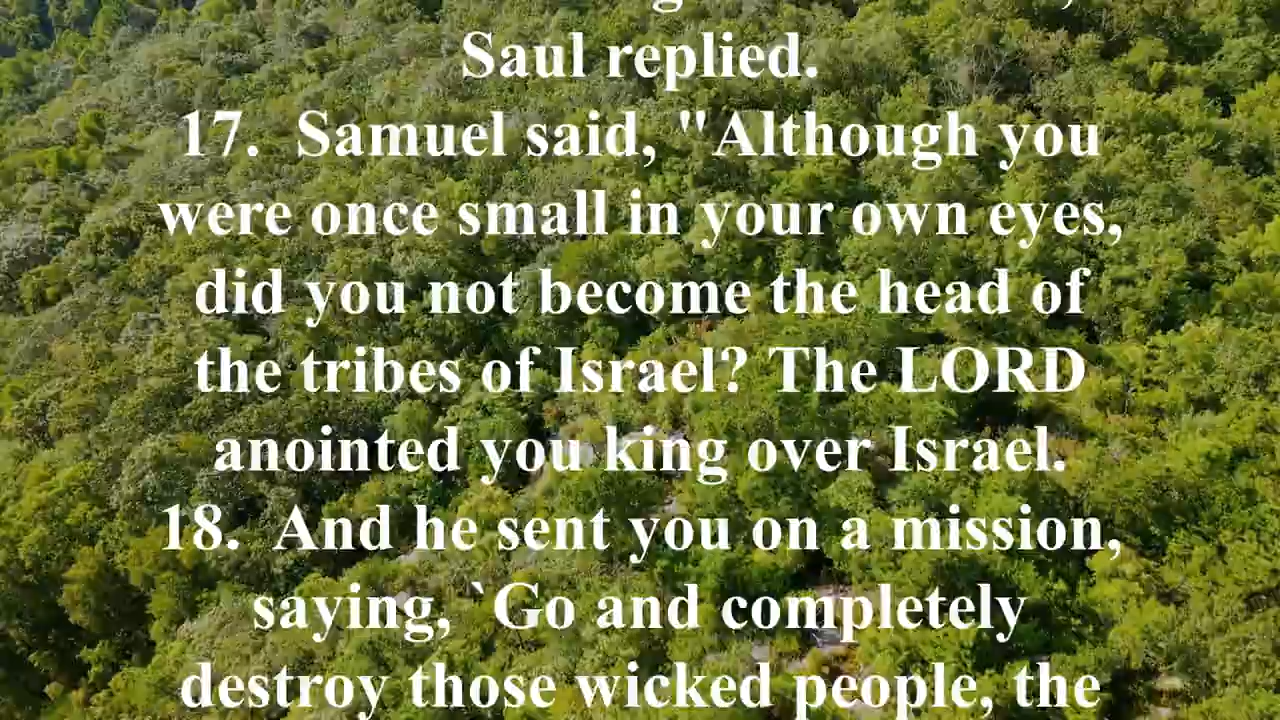 Saul replied.
17. Samuel said, "Although you
were once small in your own eyes,
did you not become the head of
the tribes of Israel? The LORD
anointed you king over Israel.
18. And he sent you on a mission,
saying, `Go and completely
destroy those wicked people, the